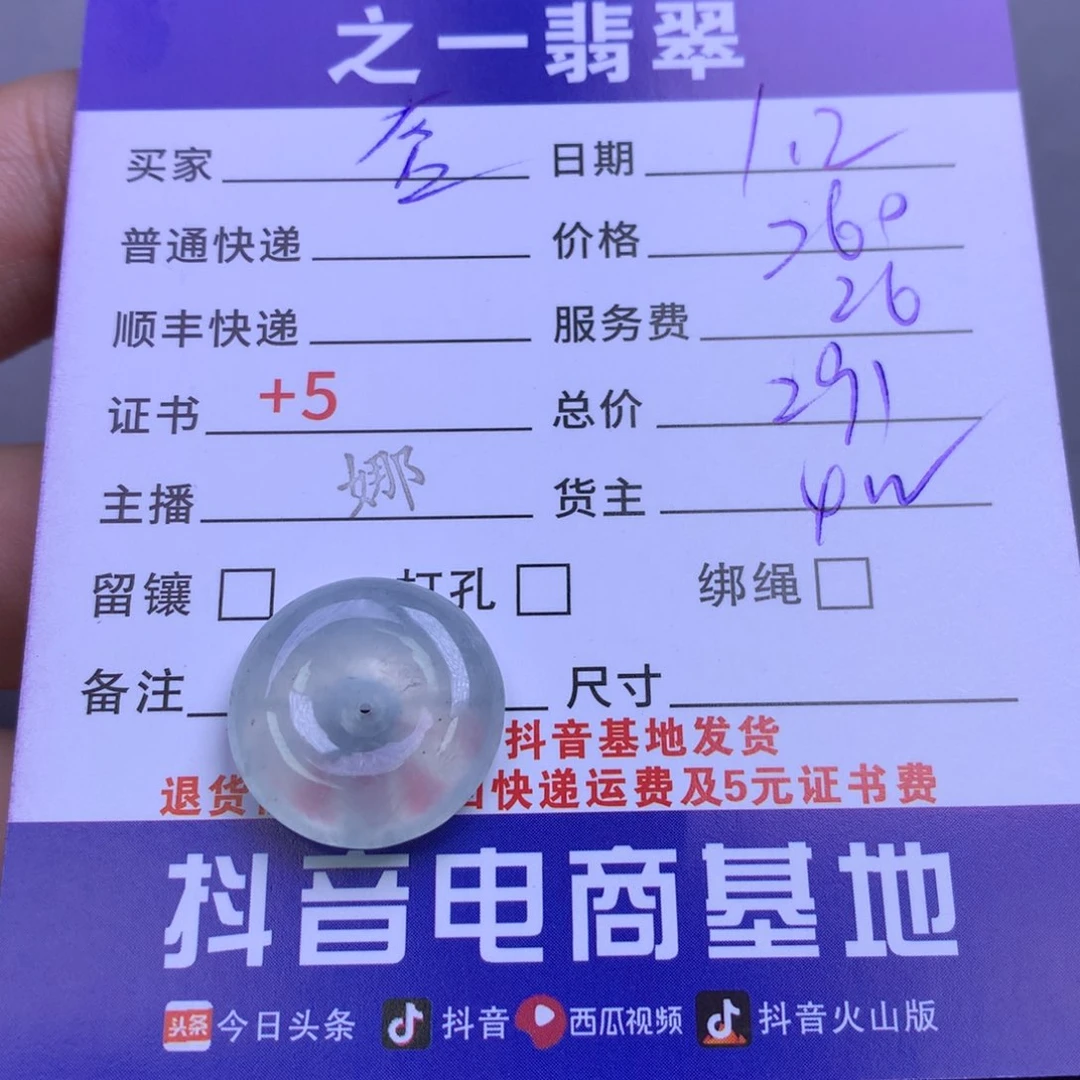 之一翡翠
买家 日期 1.2
普通快递 价格 260
顺丰快递 服务费 26
证书 +5 总价 291
主播 娜 货主
留镶 打孔 绑绳
备注 尺寸
抖音基地发货
退货 快递运费及5元证书费
抖音电商基地
头条 今日头条 抖音 西瓜视频 抖音火山版